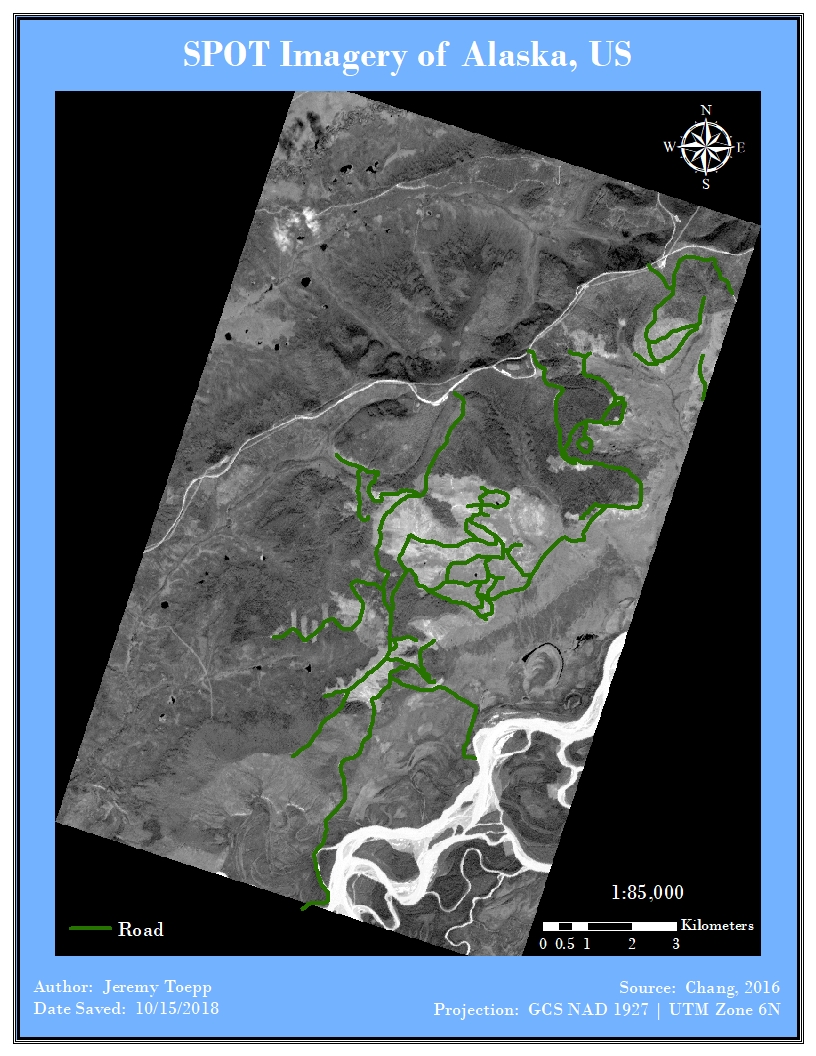 SPOT Imagery of Alaska, US
N
W E
S
1:85,000
Road
Kilometers
0 0.5 1 2 3
Author: Jeremy Toepp
Source: Chang, 2016
Date Saved: 10/15/2018
Projection: GCS NAD 1927 | UTM Zone 6N